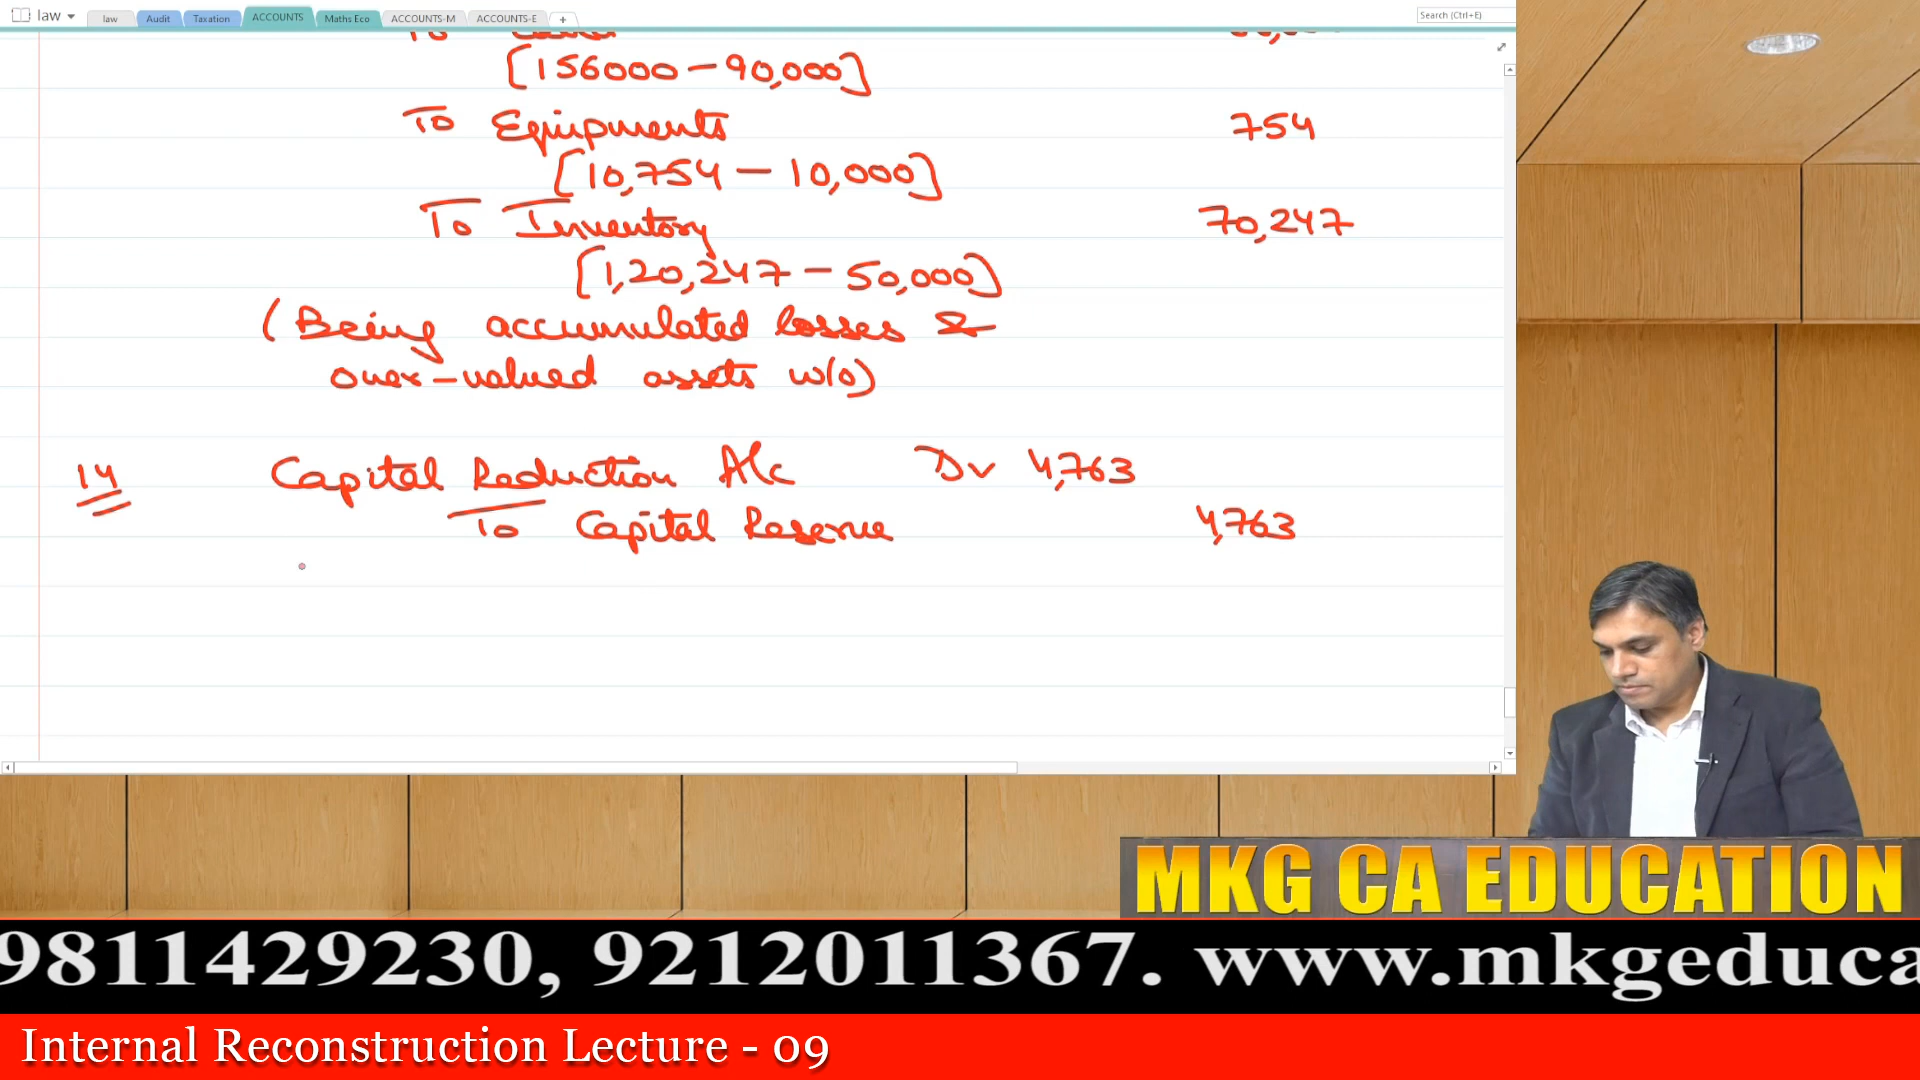 law law Audit Taxation ACCOUNTS Maths Eco ACCOUNTS-M ACCOUNTS-E + Search (Ctrl+E)
To
[156000 - 90,000]
To Equipments 754
[10,754 - 10,000]
To Inventory 70,247
[1,20,247 - 50,000]
(Being accumulated losses &
over-valued assets w/o)
14 Capital Reduction A/c Dr 4,763
To Capital Reserve 4,763
MKG CA EDUCATION
9811429230, 9212011367. www.mkgeduca
Internal Reconstruction Lecture - 09